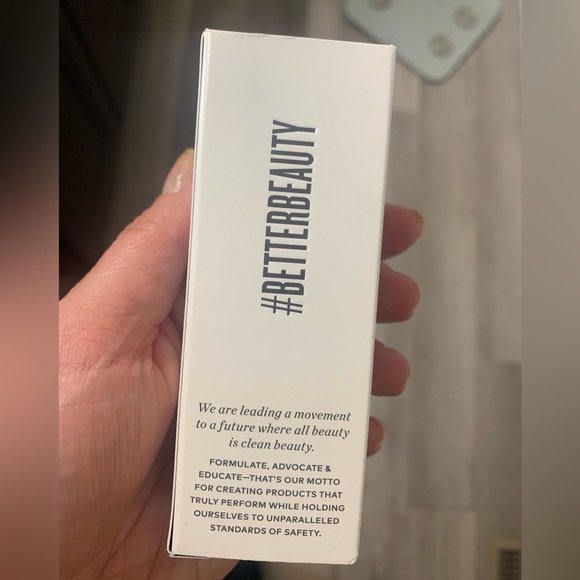 #BETTERBEAUTY
We are leading a movement
to a future where all beauty
is clean beauty.
FORMULATE, ADVOCATE &
EDUCATE—THAT'S OUR MOTTO
FOR CREATING PRODUCTS THAT
TRULY PERFORM WHILE HOLDING
OURSELVES TO UNPARALLELED
STANDARDS OF SAFETY.